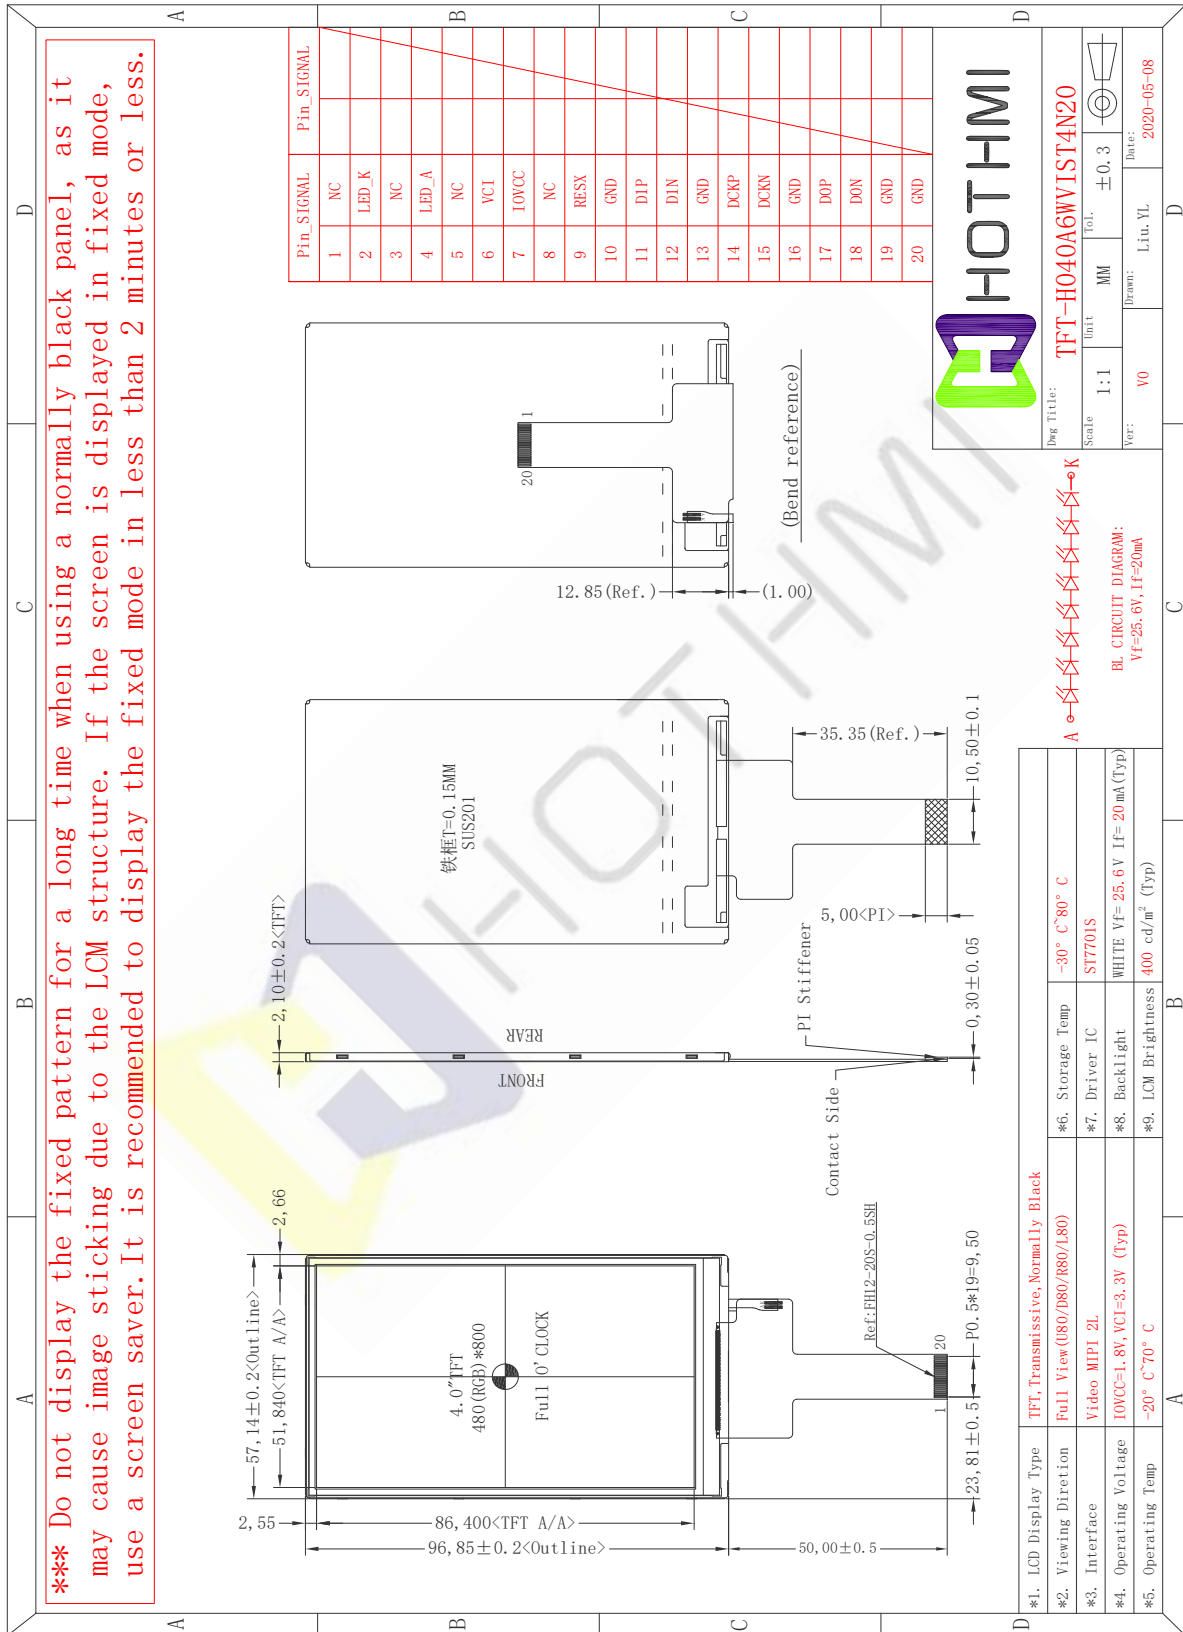 *** Do not display the fixed pattern for a long time when using a normally black panel, as it
may cause image sticking due to the LCM structure. If the screen is displayed in fixed mode,
use a screen saver. It is recommended to display the fixed mode in less than 2 minutes or less.
A
B
C
D
A
B
C
D
A
B
C
D
A
B
C
D
57,14±0.2<Outline>
51,840<TFT A/A>
2,66
2,55
86,400<TFT A/A>
96,85±0.2<Outline>
50,00±0.5
4.0"TFT
480(RGB)*800
Full O'CLOCK
Ref:FH12-20S-0.5SH
1
20
23,81±0.5
P0.5*19=9,50
2,10±0.2<TFT>
FRONT
REAR
Contact Side
PI Stiffener
0,30±0.05
铁框T=0.15MM
SUS201
35.35(Ref.)
5,00<PI>
10,50±0.1
20
1
12.85(Ref.)
(1.00)
(Bend reference)
Pin_SIGNAL
Pin_SIGNAL
1 NC
2 LED_K
3 NC
4 LED_A
5 NC
6 VCI
7 IOVCC
8 NC
9 RESX
10 GND
11 D1P
12 D1N
13 GND
14 DCKP
15 DCKN
16 GND
17 DOP
18 DON
19 GND
20 GND
HOTHMI
HOTHMI
*1. LCD Display Type TFT, Transmissive, Normally Black
*2. Viewing Diretion Full View(U80/D80/R80/L80)
*3. Interface Video MIPI 2L
*4. Operating Voltage IOVCC=1.8V, VCI=3.3V (Typ)
*5. Operating Temp -20° C~70° C
*6. Storage Temp -30° C~80° C
*7. Driver IC ST7701S
*8. Backlight WHITE Vf= 25.6V If= 20 mA(Typ)
*9. LCM Brightness 400 cd/m² (Typ)
A
K
BL CIRCUIT DIAGRAM:
Vf=25.6V, If=20mA
Dwg Title:
TFT-H040A6WVIST4N20
Scale 1:1 Unit MM Tol. ±0.3
Ver: V0 Drawn: Liu.YL Date: 2020-05-08